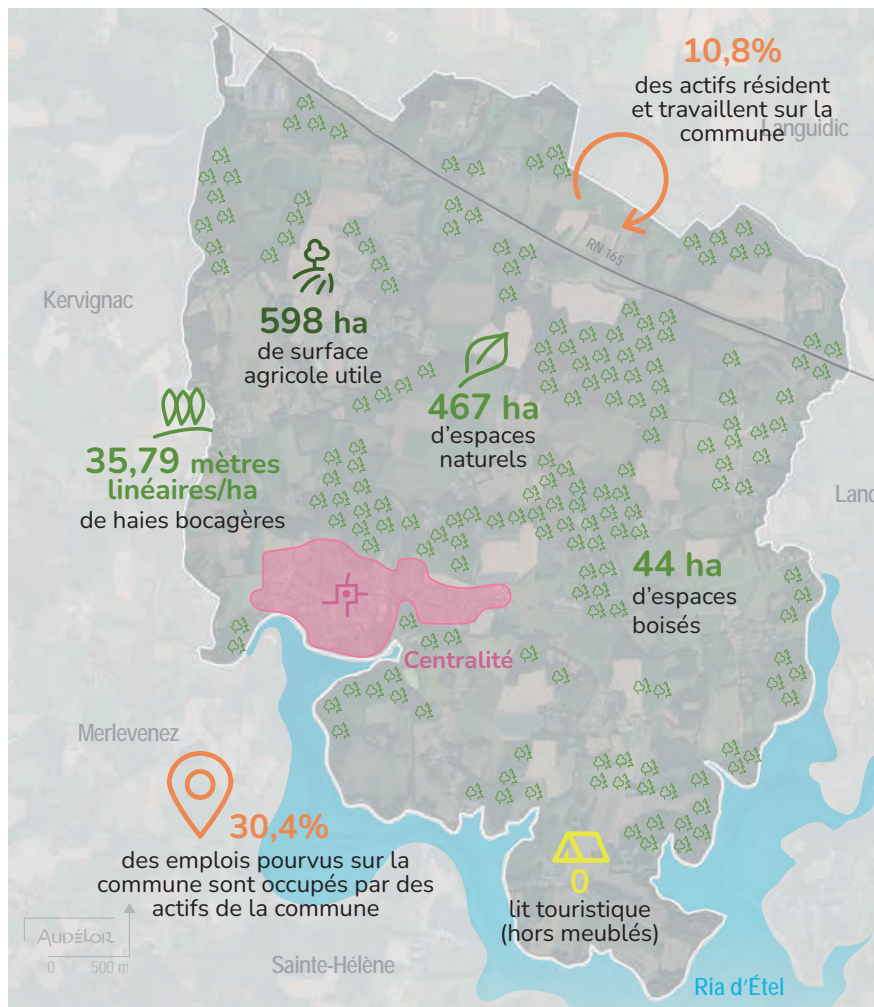 10,8%
des actifs résident
et travaillent sur la
commune
Languidic
RN 165
Kervignac
598 ha
de surface
agricole utile
467 ha
d'espaces
naturels
35,79 mètres
linéaires/ha
de haies bocagères
Land
44 ha
d'espaces
boisés
Centralité
Merlevenez
30,4%
des emplois pourvus sur la
commune sont occupés par des
actifs de la commune
0
lit touristique
(hors meublés)
AUDÉLOR
0 500 m
Sainte-Hélène
Ria d'Étel